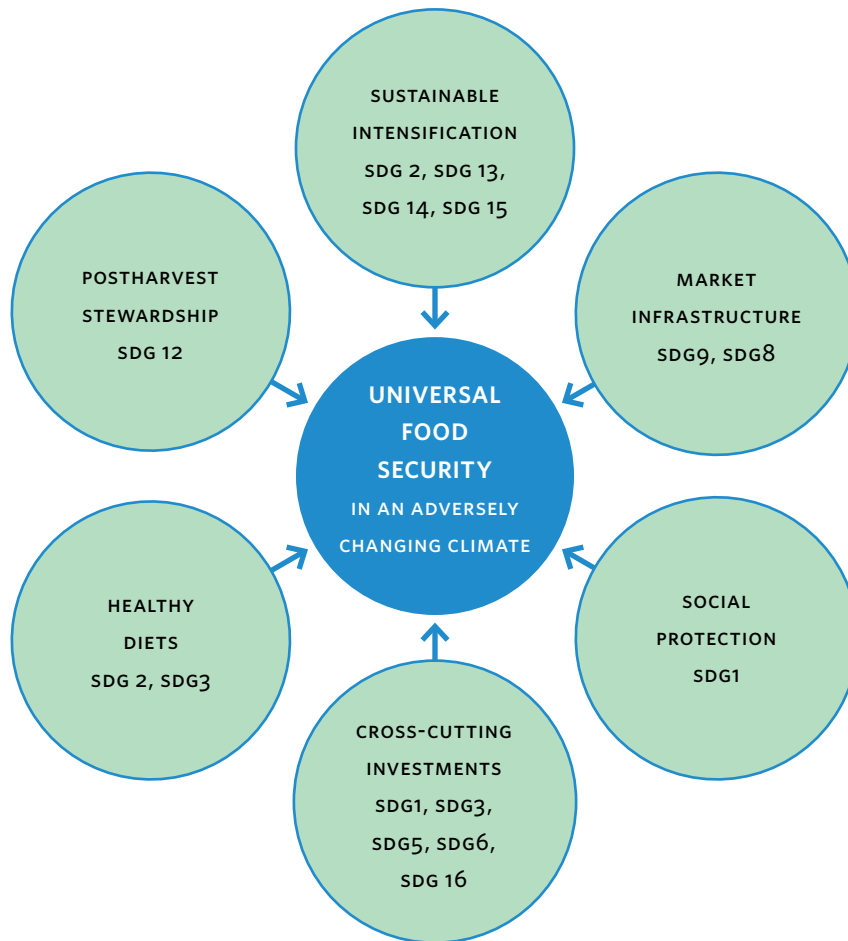 SUSTAINABLE
INTENSIFICATION
SDG 2, SDG 13,
SDG 14, SDG 15
POSTHARVEST
STEWARDSHIP
SDG 12
MARKET
INFRASTRUCTURE
SDG9, SDG8
UNIVERSAL
FOOD
SECURITY
IN AN ADVERSELY
CHANGING CLIMATE
HEALTHY
DIETS
SDG 2, SDG3
SOCIAL
PROTECTION
SDG1
CROSS-CUTTING
INVESTMENTS
SDG1, SDG3,
SDG5, SDG6,
SDG 16